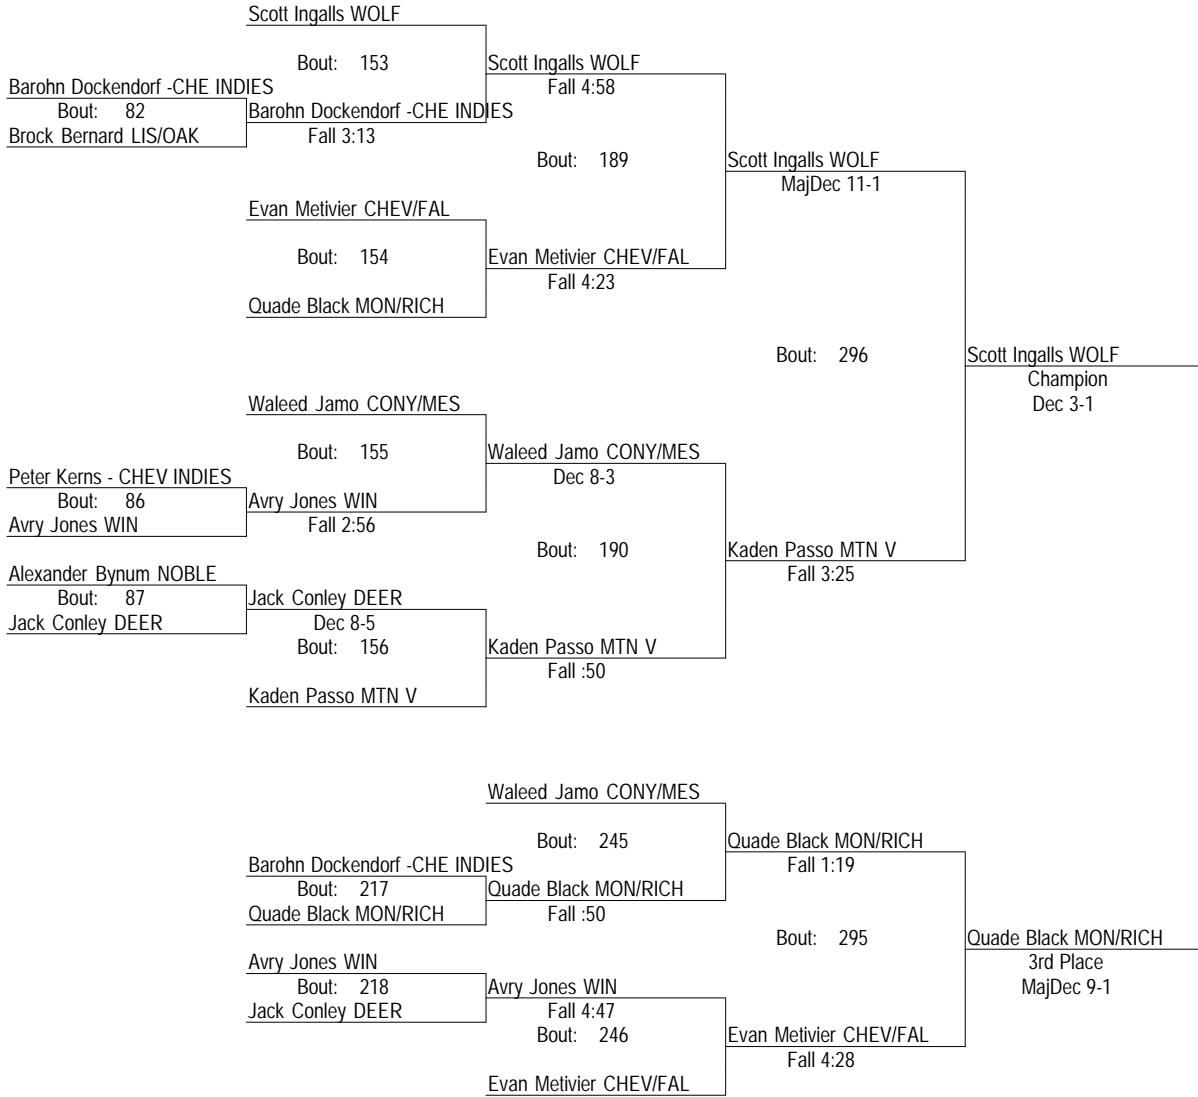 Scott Ingalls WOLF
Bout: 153
Scott Ingalls WOLF
Barohn Dockendorf -CHE INDIES
Fall 4:58
Bout: 82
Barohn Dockendorf -CHE INDIES
Brock Bernard LIS/OAK
Fall 3:13
Bout: 189
Scott Ingalls WOLF
MajDec 11-1
Evan Metivier CHEV/FAL
Bout: 154
Evan Metivier CHEV/FAL
Fall 4:23
Quade Black MON/RICH
Bout: 296
Scott Ingalls WOLF
Champion
Dec 3-1
Waleed Jamo CONY/MES
Bout: 155
Waleed Jamo CONY/MES
Peter Kerns - CHEV INDIES
Dec 8-3
Bout: 86
Avry Jones WIN
Avry Jones WIN
Fall 2:56
Bout: 190
Kaden Passo MTN V
Alexander Bynum NOBLE
Fall 3:25
Bout: 87
Jack Conley DEER
Jack Conley DEER
Dec 8-5
Bout: 156
Kaden Passo MTN V
Fall :50
Kaden Passo MTN V
Waleed Jamo CONY/MES
Bout: 245
Quade Black MON/RICH
Barohn Dockendorf -CHE INDIES
Fall 1:19
Bout: 217
Quade Black MON/RICH
Quade Black MON/RICH
Fall :50
Bout: 295
Quade Black MON/RICH
Avry Jones WIN
3rd Place
Bout: 218
Avry Jones WIN
MajDec 9-1
Jack Conley DEER
Fall 4:47
Bout: 246
Evan Metivier CHEV/FAL
Fall 4:28
Evan Metivier CHEV/FAL